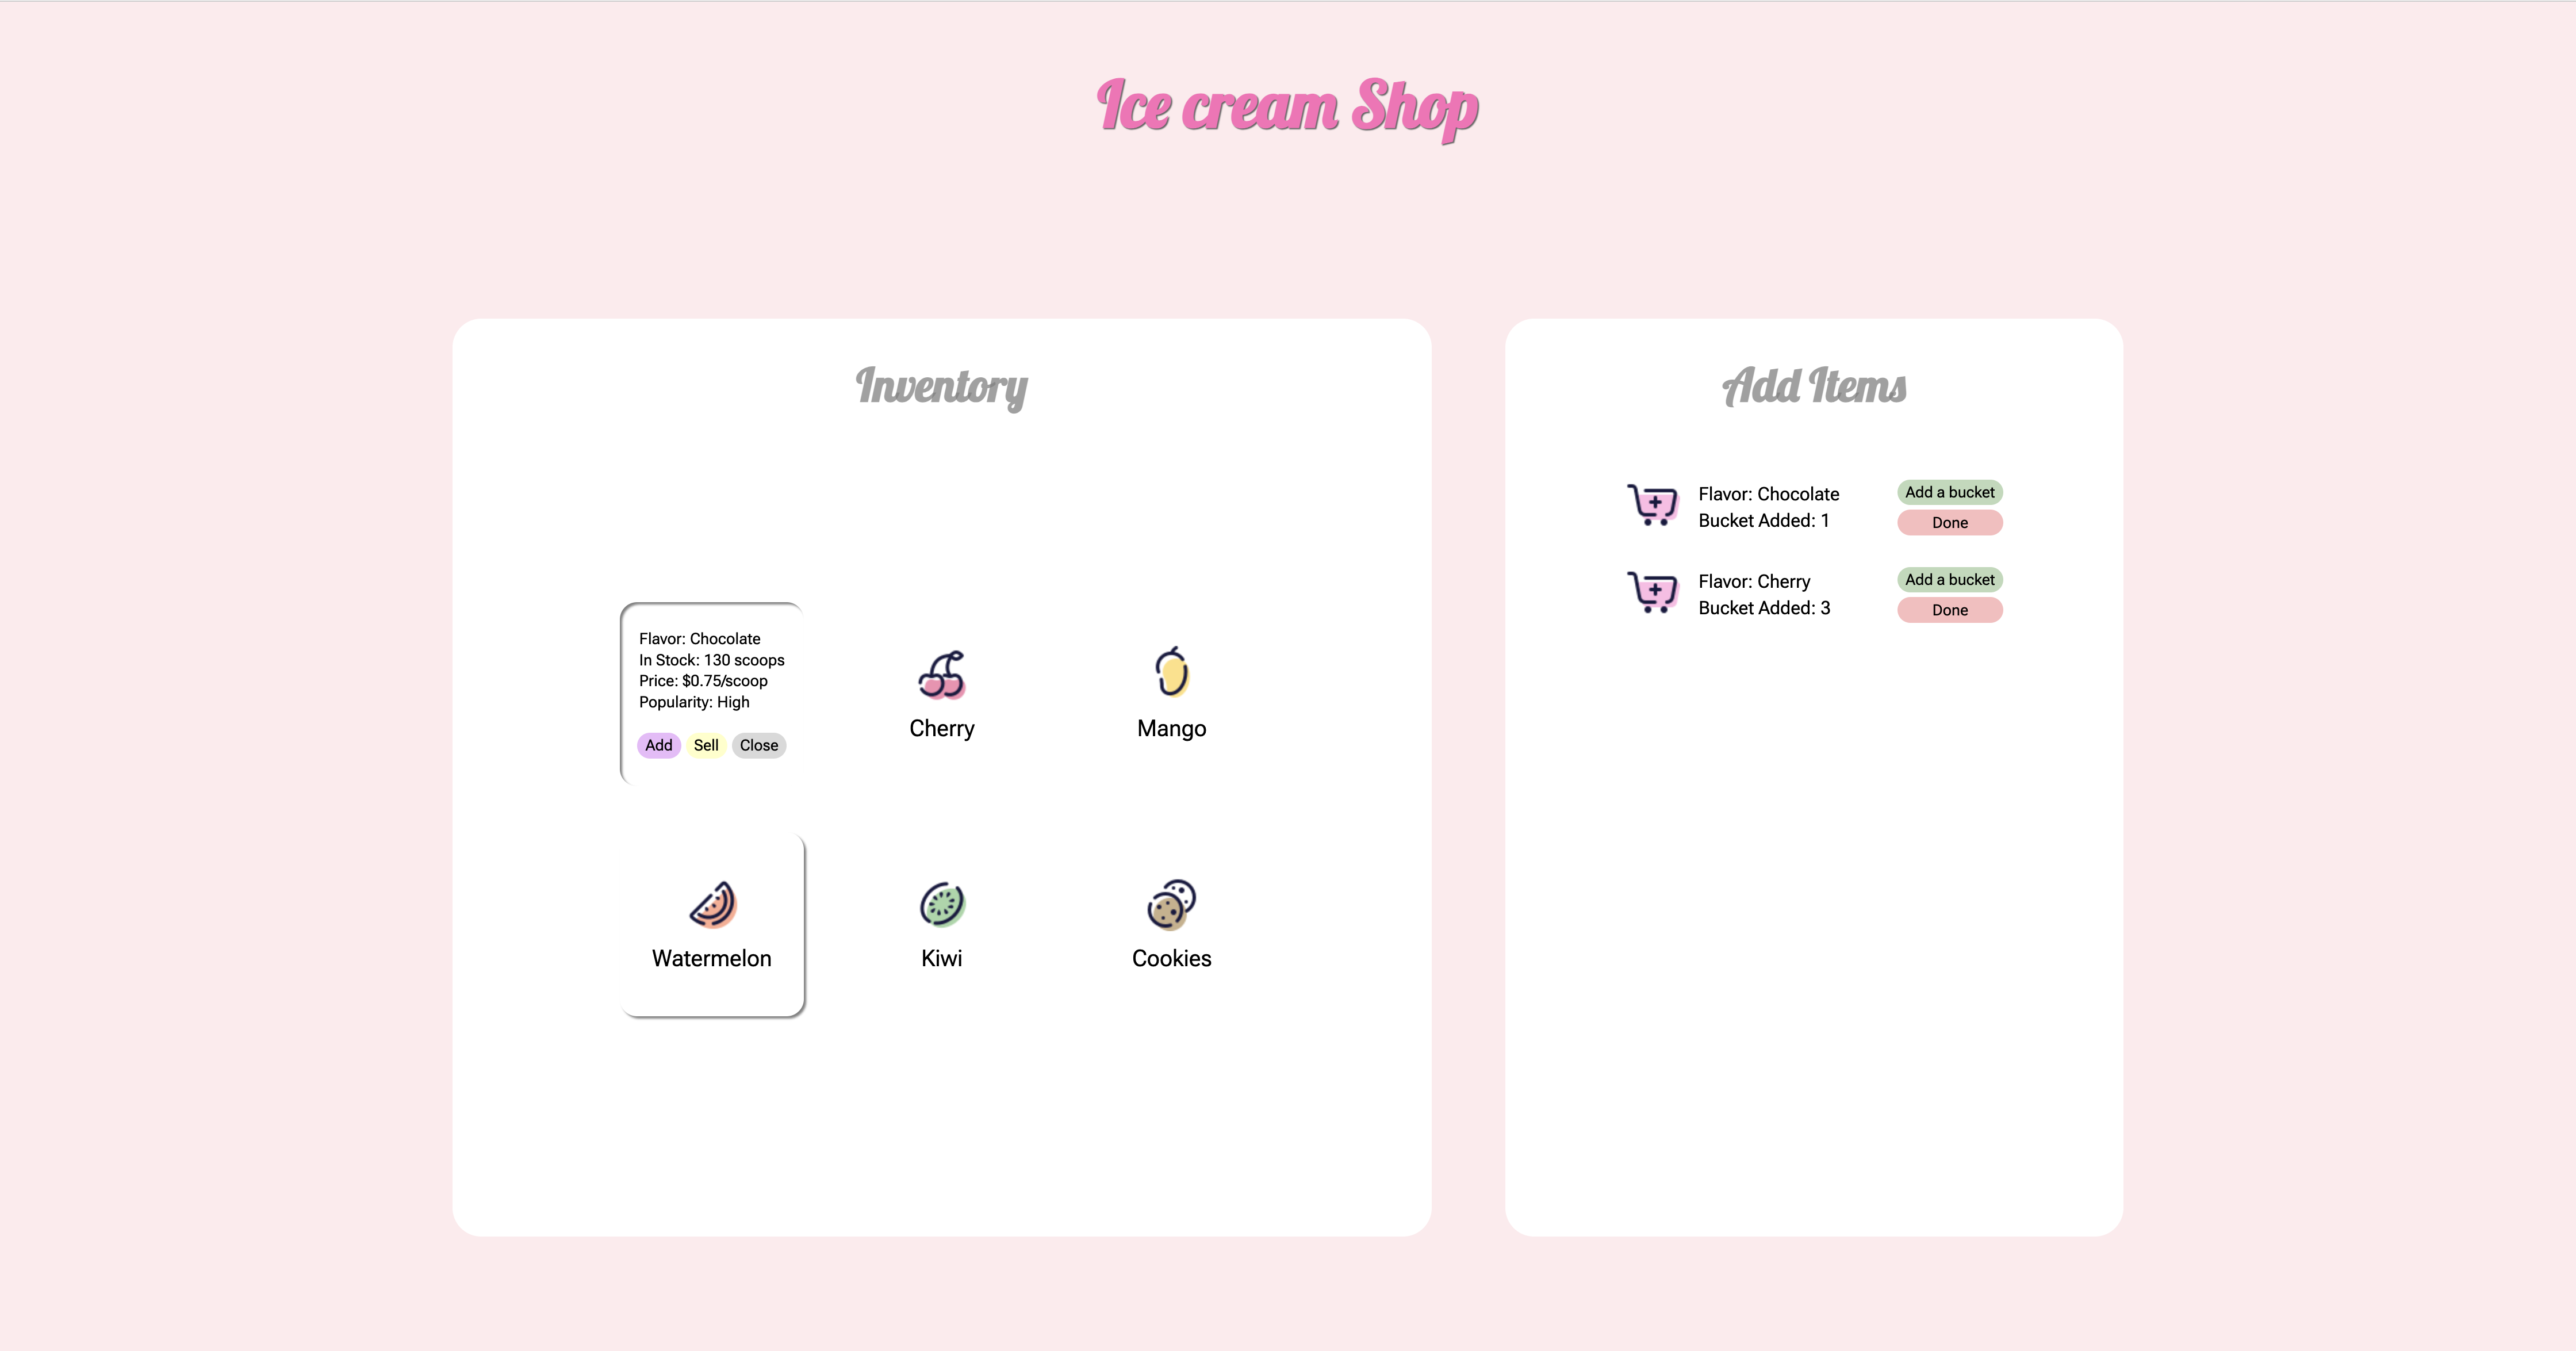 Ice cream Shop
Inventory
Flavor: Chocolate
In Stock: 130 scoops
Price: $0.75/scoop
Popularity: High
Add Sell Close
Cherry
Mango
Watermelon
Kiwi
Cookies
Add Items
Flavor: Chocolate
Bucket Added: 1
Add a bucket
Done
Flavor: Cherry
Bucket Added: 3
Add a bucket
Done